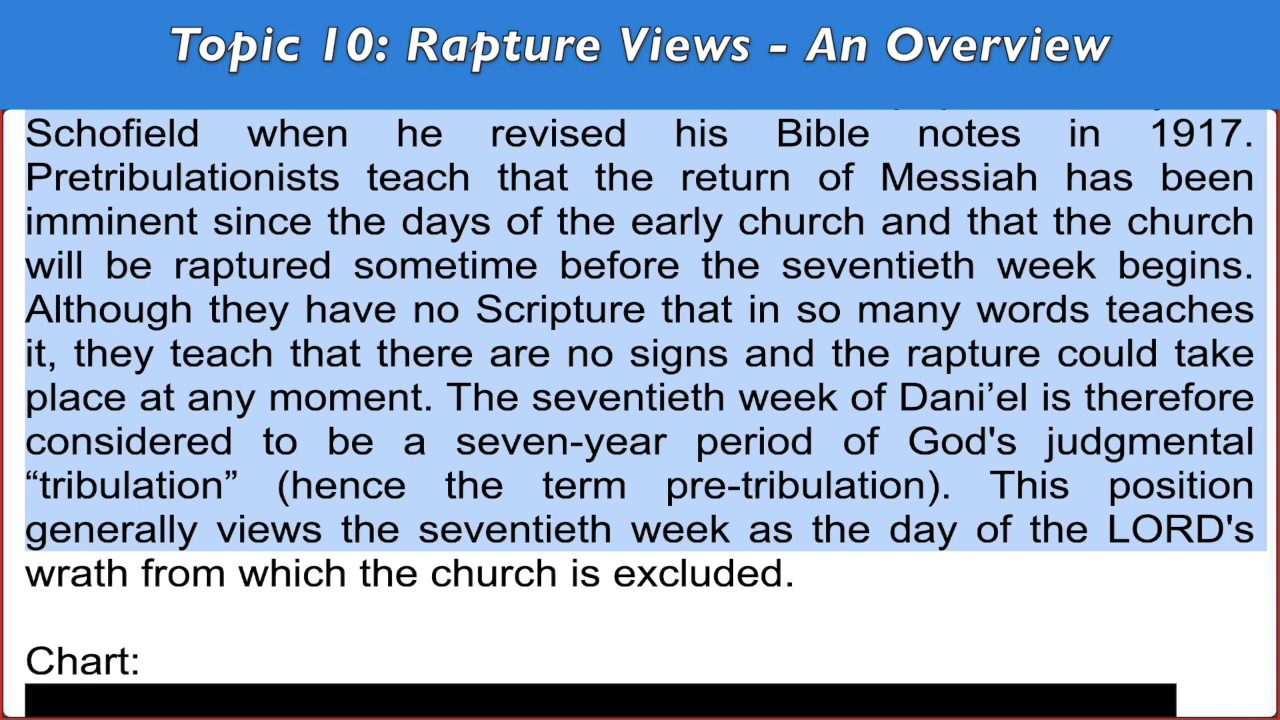 Topic 10: Rapture Views - An Overview
Schofield when he revised his Bible notes in 1917.
Pretribulationists teach that the return of Messiah has been
imminent since the days of the early church and that the church
will be raptured sometime before the seventieth week begins.
Although they have no Scripture that in so many words teaches
it, they teach that there are no signs and the rapture could take
place at any moment. The seventieth week of Dani’el is therefore
considered to be a seven-year period of God's judgmental
“tribulation” (hence the term pre-tribulation). This position
generally views the seventieth week as the day of the LORD's
wrath from which the church is excluded.
Chart: